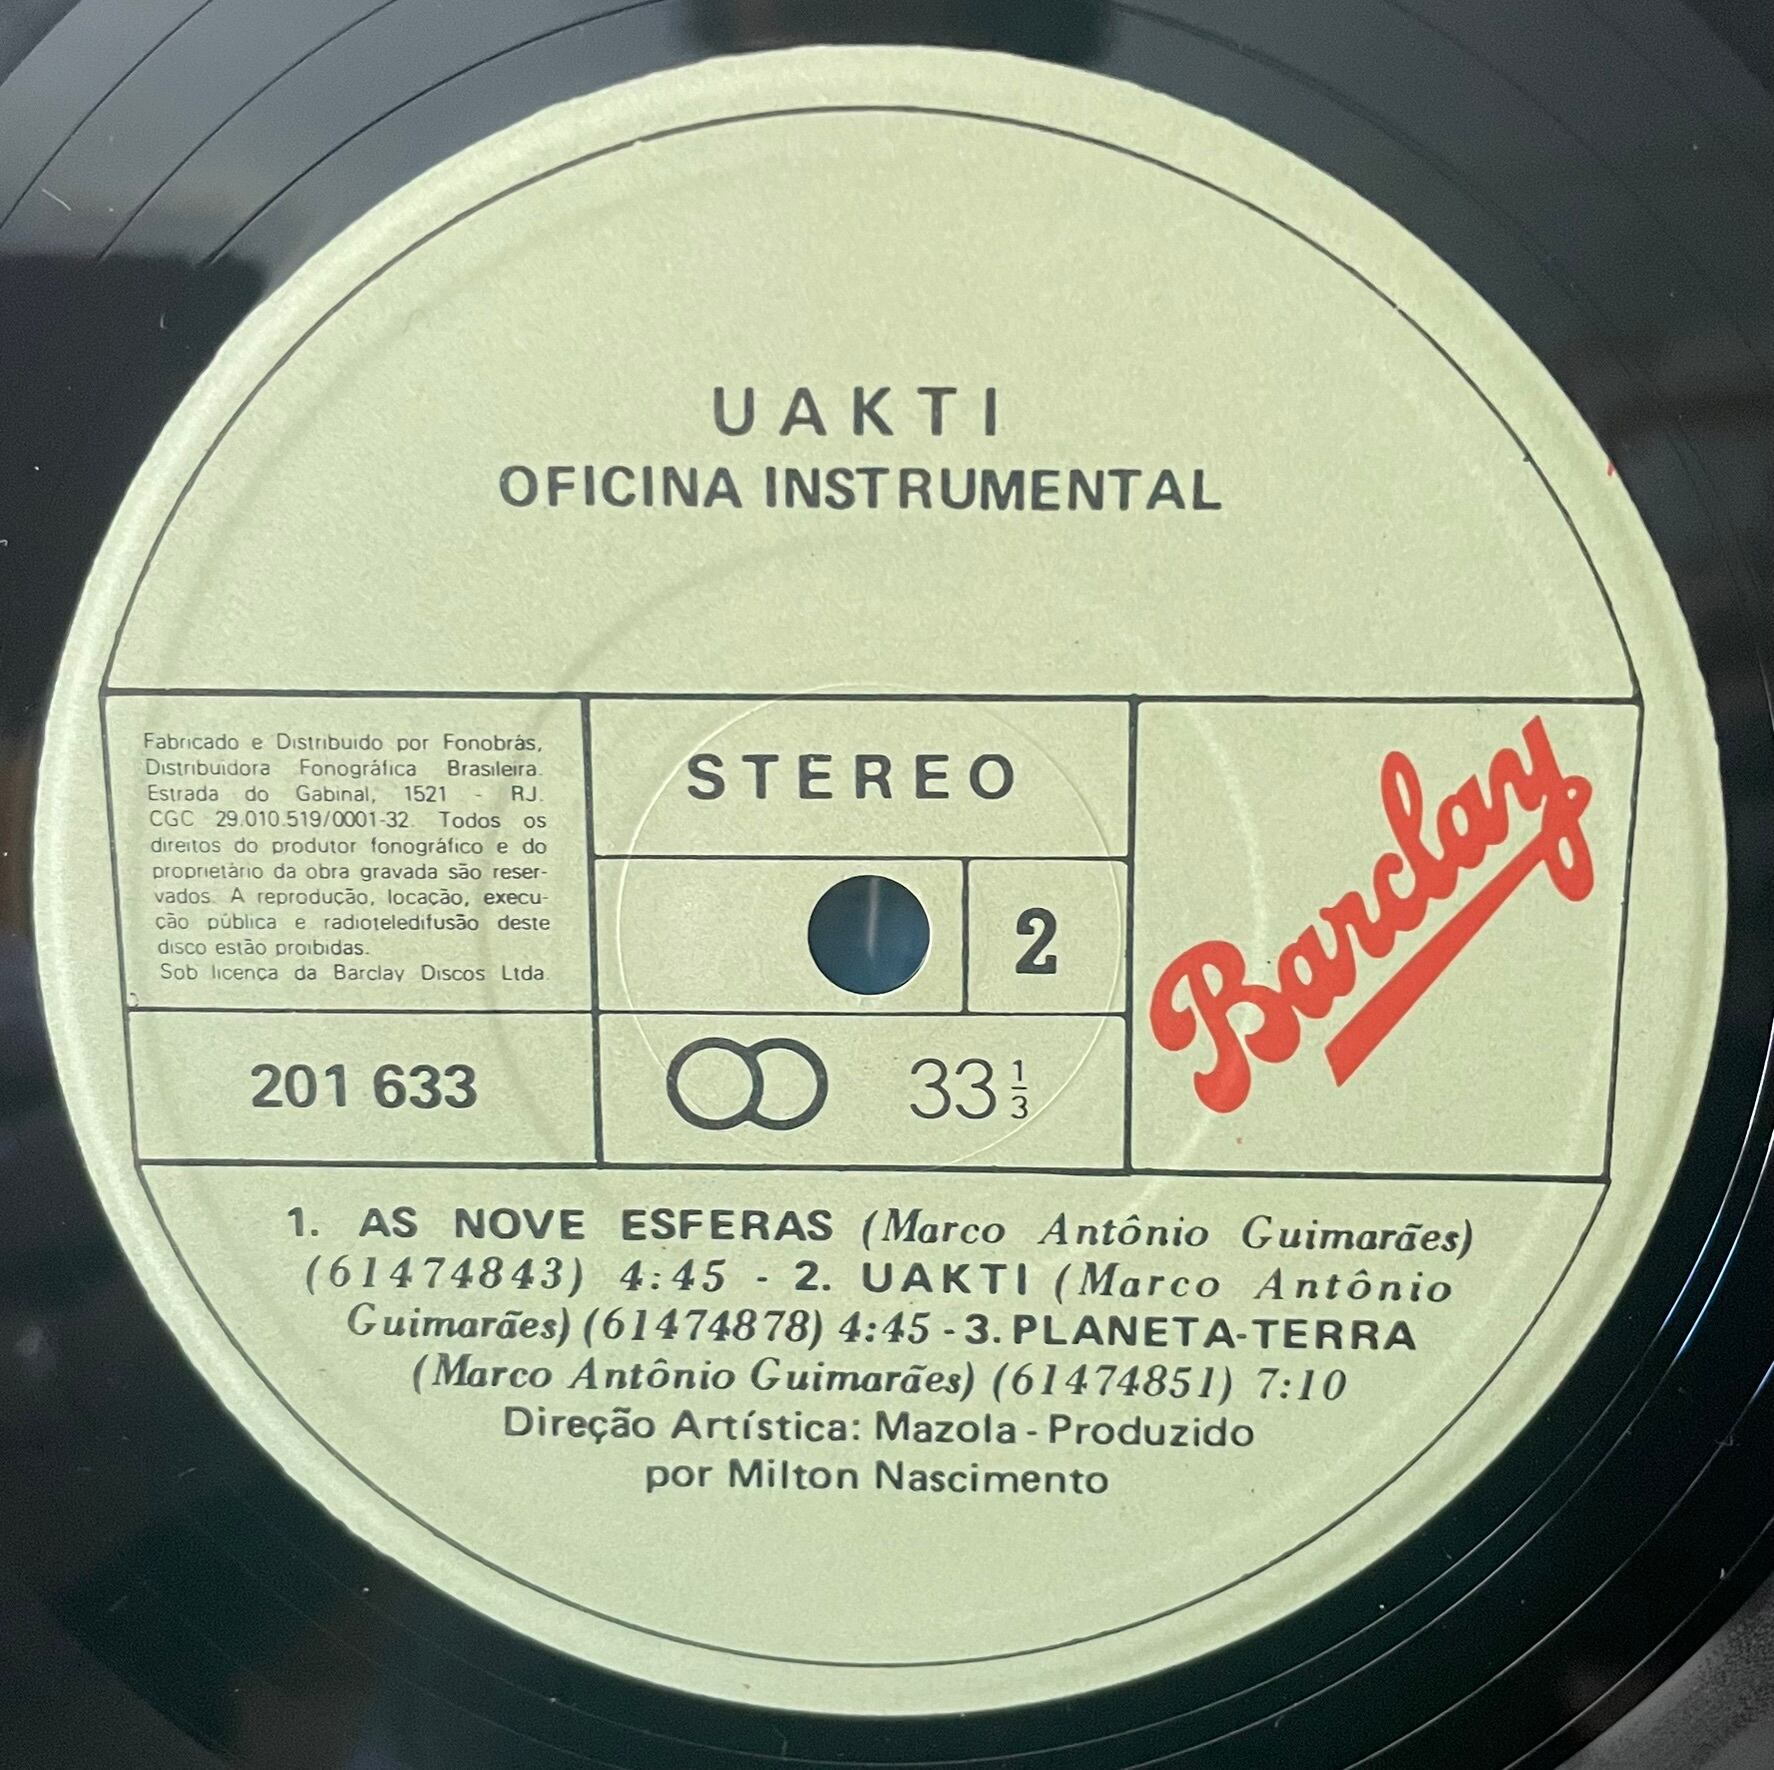 UAKTI
OFICINA INSTRUMENTAL
Fabricado e Distribuido por Fonobrás,
Distribuidora Fonográfica Brasileira.
Estrada do Gabinal, 1521 - RJ.
CGC 29.010.519/0001-32. Todos os
direitos do produtor fonográfico e do
proprietário da obra gravada são reser-
vados. A reprodução, locação, execu-
ção pública e radioteledifusão deste
disco estão proibidas.
Sob licença da Barclay Discos Ltda.
STEREO
2
Barclay
201 633
33 1/3
1. AS NOVE ESFERAS (Marco Antônio Guimarães)
(61474843) 4:45 - 2. UAKTI (Marco Antônio
Guimarães) (61474878) 4:45 - 3. PLANETA-TERRA
(Marco Antônio Guimarães) (61474851) 7:10
Direção Artística: Mazola - Produzido
por Milton Nascimento